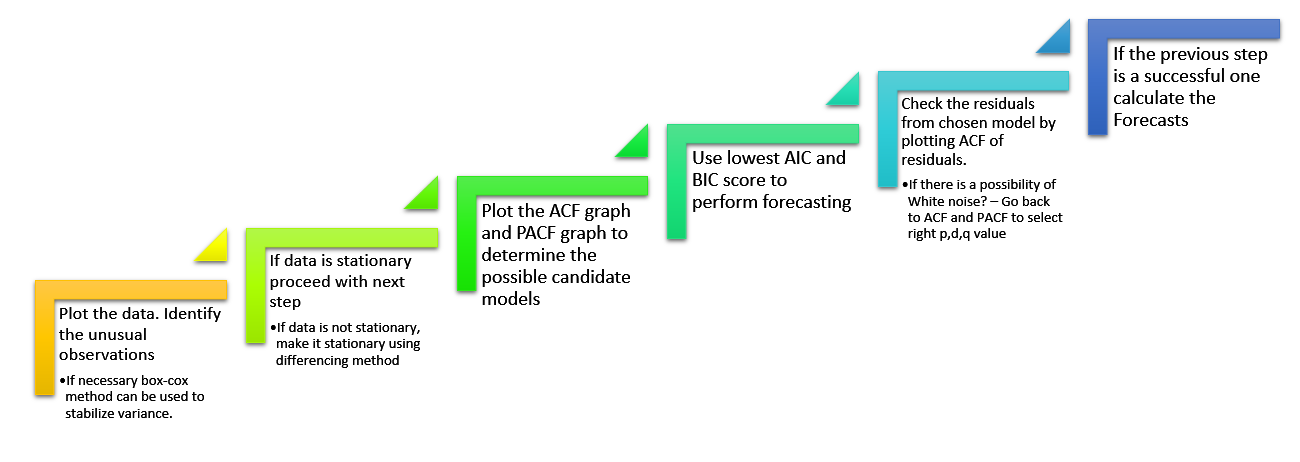 Plot the data. Identify
the unusual
observations
•If necessary box-cox
method can be used to
stabilize variance.
If data is stationary
proceed with next
step
•If data is not stationary,
make it stationary using
differencing method
Plot the ACF graph
and PACF graph to
determine the
possible candidate
models
Use lowest AIC and
BIC score to
perform forecasting
Check the residuals
from chosen model by
plotting ACF of
residuals.
•If there is a possibility of
White noise? – Go back
to ACF and PACF to select
right p,d,q value
If the previous step
is a successful one
calculate the
Forecasts